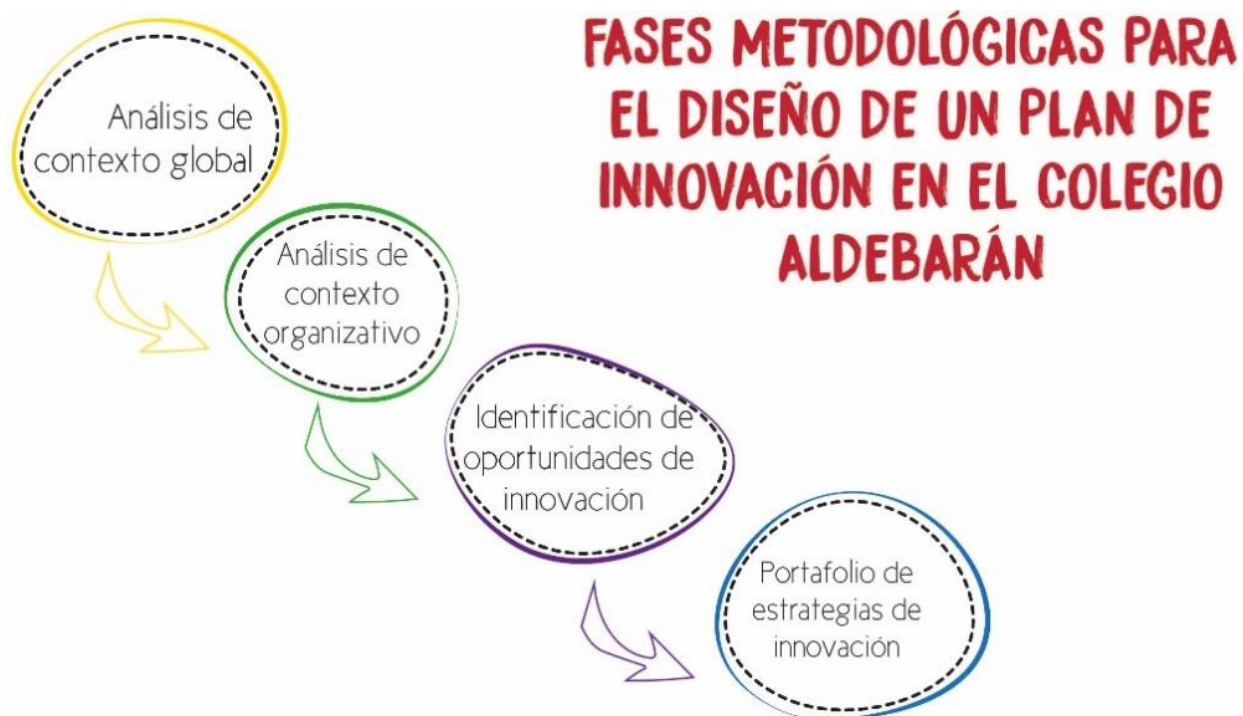 FASES METODOLÓGICAS PARA
EL DISEÑO DE UN PLAN DE
INNOVACIÓN EN EL COLEGIO
ALDEBARÁN
Análisis de
contexto global
Análisis de
contexto
organizativo
Identificación de
oportunidades de
innovación
Portafolio de
estrategias de
innovación